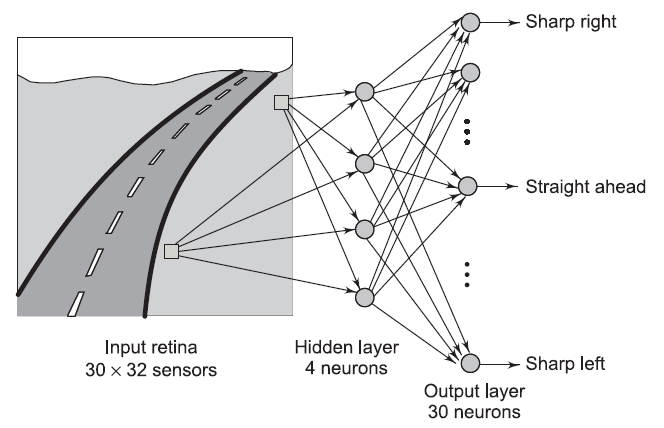 Sharp right
Straight ahead
Input retina
30 × 32 sensors
Hidden layer
4 neurons
Sharp left
Output layer
30 neurons